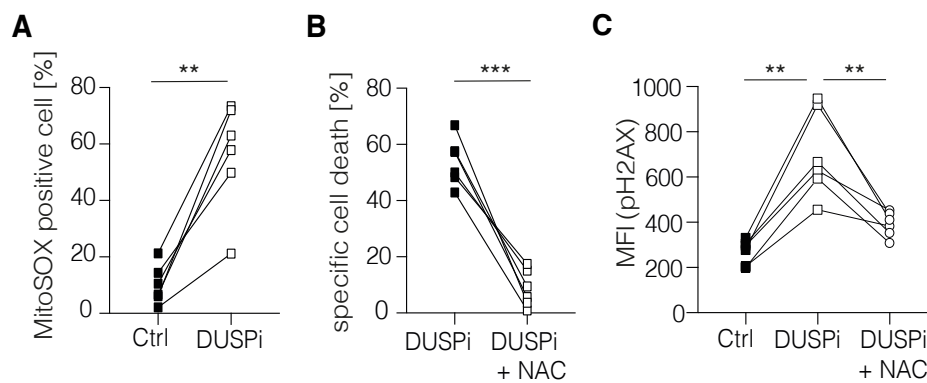 A
MitoSOX positive cell [%]
80
60
40
20
0
**
Ctrl
DUSPi
B
specific cell death [%]
80
60
40
20
0
***
DUSPi
DUSPi
+ NAC
C
MFI (pH2AX)
1000
800
600
400
200
0
**
**
Ctrl
DUSPi
DUSPi
+ NAC